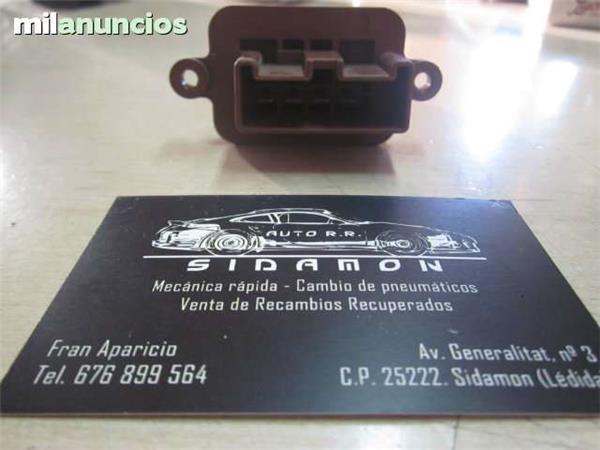 milanuncios
AUTO R.R.
SIDAMON
Mecánica rápida - Cambio de pneumáticos
Venta de Recambios Recuperados
Fran Aparicio
Tel. 676 899 564
Av. Generalitat, nº 3
C.P. 25222. Sidamon (Lédida